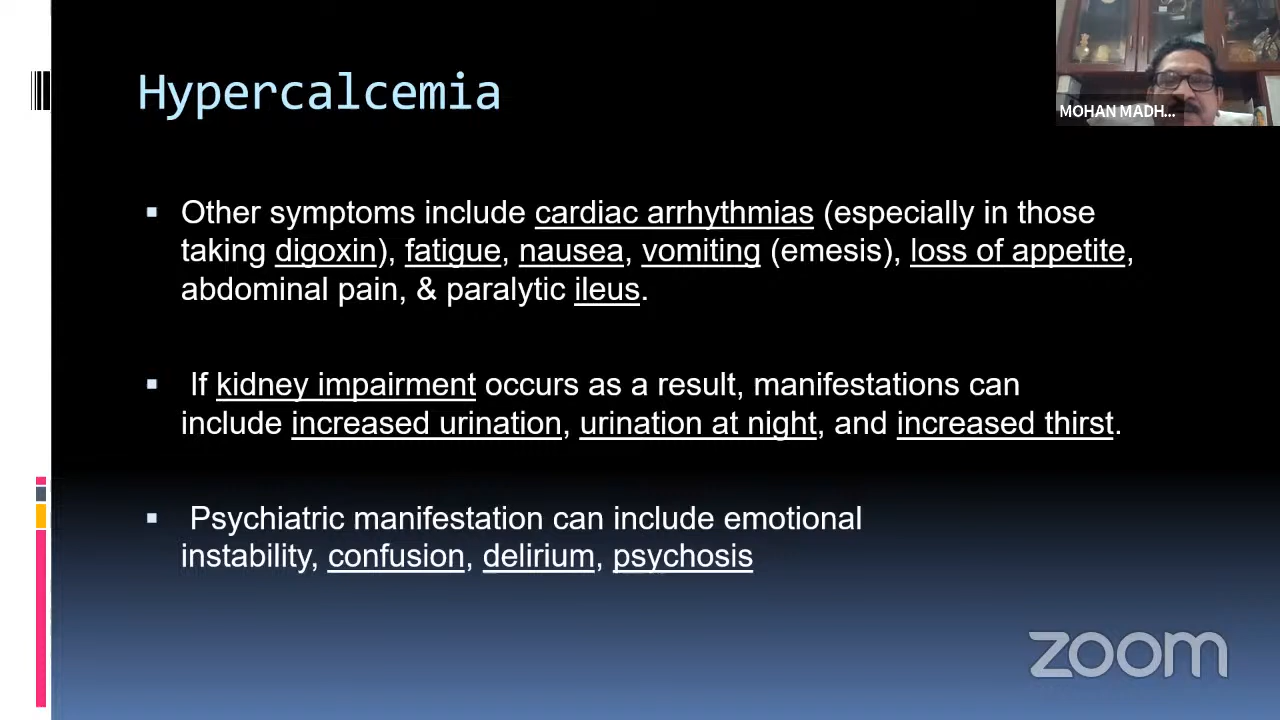 Hypercalcemia
MOHAN MADH...
▪ Other symptoms include cardiac arrhythmias (especially in those
taking digoxin), fatigue, nausea, vomiting (emesis), loss of appetite,
abdominal pain, & paralytic ileus.
▪ If kidney impairment occurs as a result, manifestations can
include increased urination, urination at night, and increased thirst.
▪ Psychiatric manifestation can include emotional
instability, confusion, delirium, psychosis
zoom